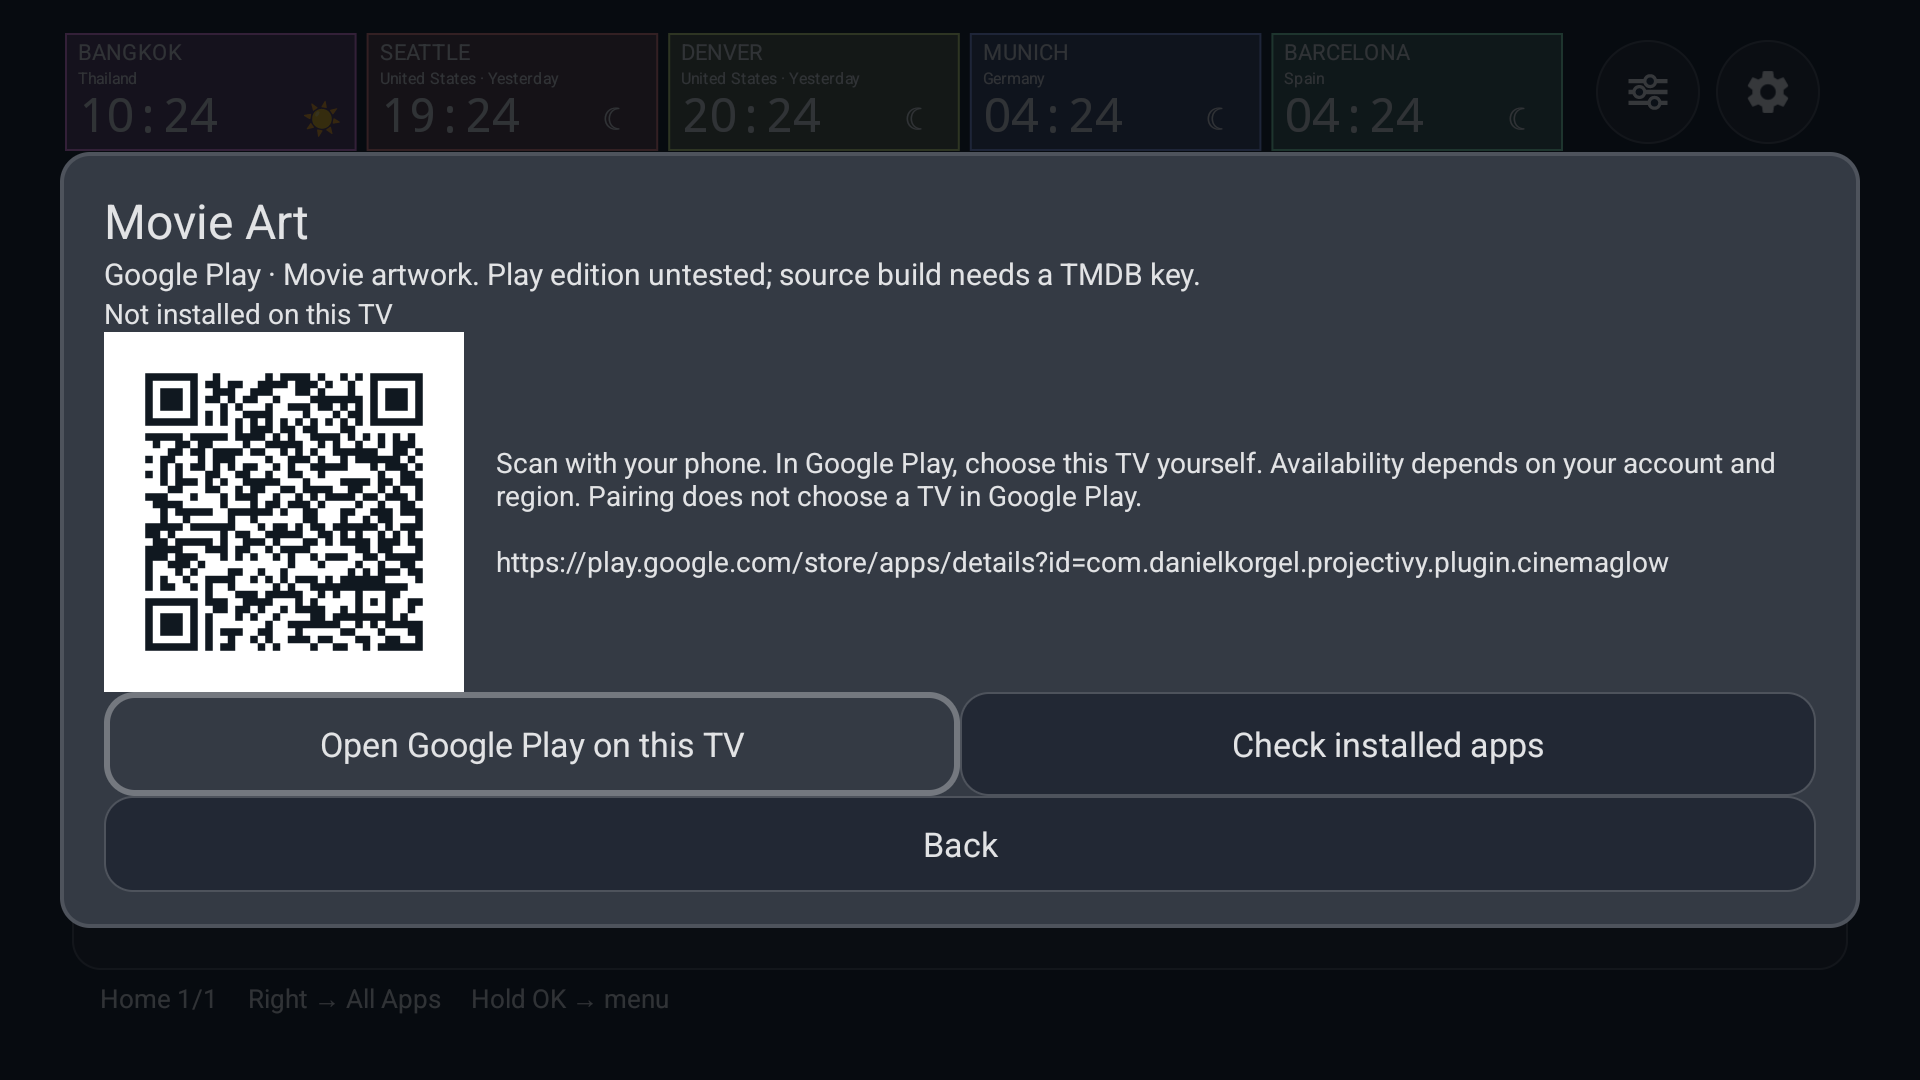 BANGKOK
Thailand
10:24
SEATTLE
United States · Yesterday
19:24
DENVER
United States · Yesterday
20:24
MUNICH
Germany
04:24
BARCELONA
Spain
04:24
Movie Art
Google Play · Movie artwork. Play edition untested; source build needs a TMDB key.
Not installed on this TV
Scan with your phone. In Google Play, choose this TV yourself. Availability depends on your account and
region. Pairing does not choose a TV in Google Play.
https://play.google.com/store/apps/details?id=com.danielkorgel.projectivy.plugin.cinemaglow
Open Google Play on this TV
Check installed apps
Back
Home 1/1 Right → All Apps Hold OK → menu